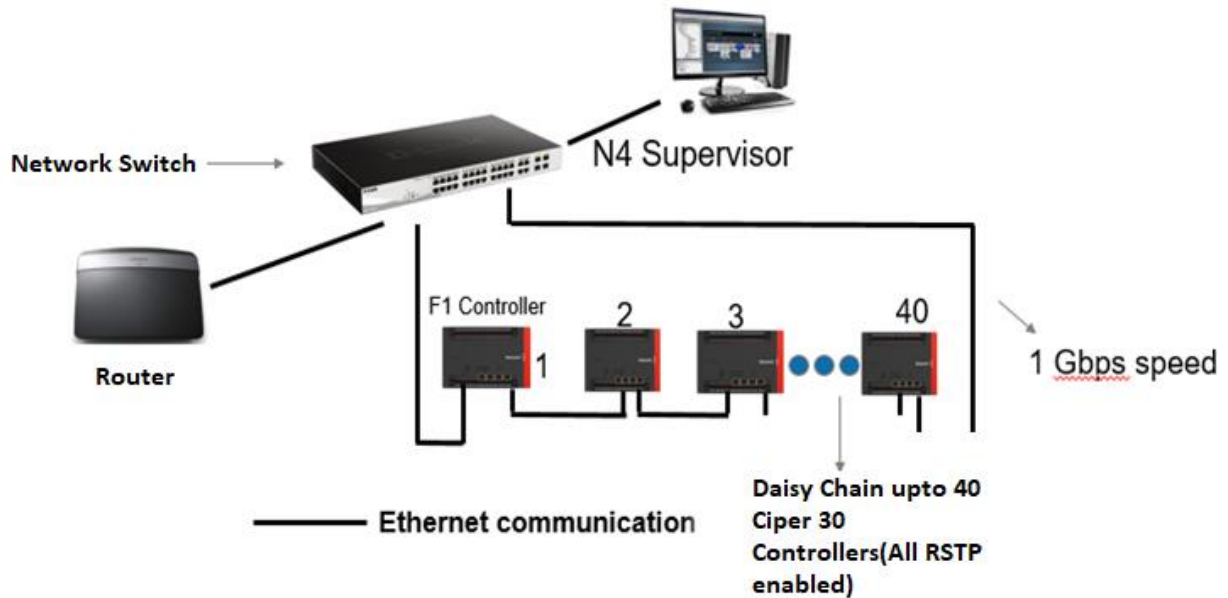 Network Switch
N4 Supervisor
Router
F1 Controller
1
2
3
40
1 Gbps speed
Daisy Chain upto 40
Ciper 30
Controllers(All RSTP
enabled)
Ethernet communication